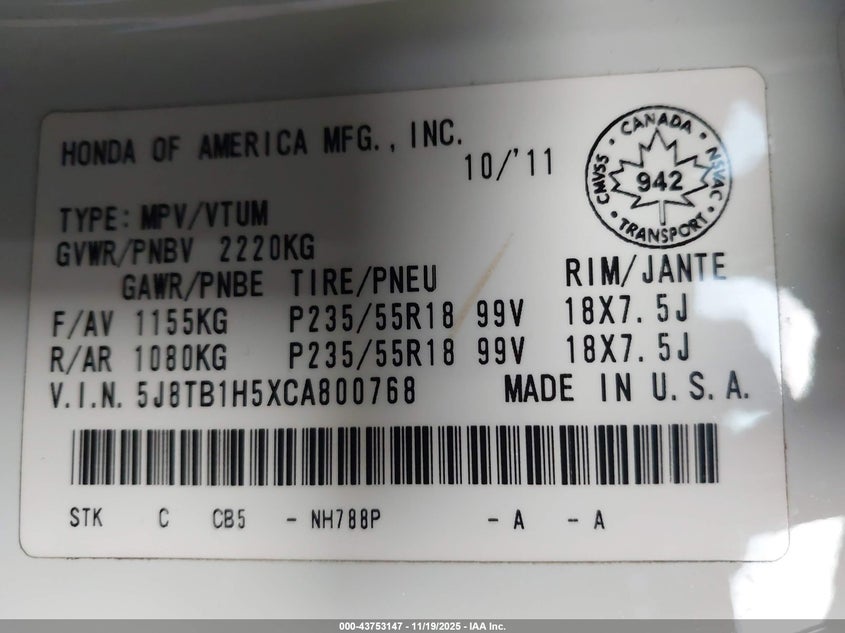 HONDA OF AMERICA MFG., INC.
10/'11
CANADA
CMVSS
942
NSVAC
TRANSPORT
TYPE: MPV/VTUM
GVWR/PNBV 2220KG
GAWR/PNBE TIRE/PNEU RIM/JANTE
F/AV 1155KG P235/55R18 99V 18X7.5J
R/AR 1080KG P235/55R18 99V 18X7.5J
V.I.N. 5J8TB1H5XCA800768 MADE IN U.S.A.
STK C CB5 - NH788P - A - A
000-43753147 - 11/19/2025 - IAA Inc.